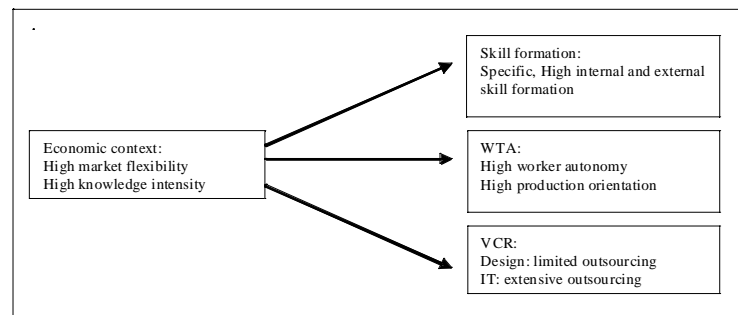 .
Skill formation:
Specific, High internal and external
skill formation
Economic context:
High market flexibility
High knowledge intensity
WTA:
High worker autonomy
High production orientation
VCR:
Design: limited outsourcing
IT: extensive outsourcing